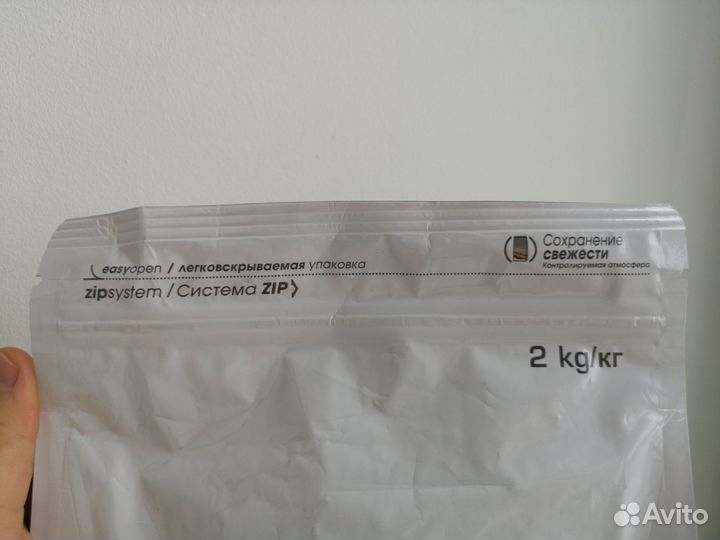 easyopen / легковскрываемая упаковка
zipsystem / Система ZIP
Сохранение
свежести
Контролируемая атмосфера
2 kg/кг
Avito